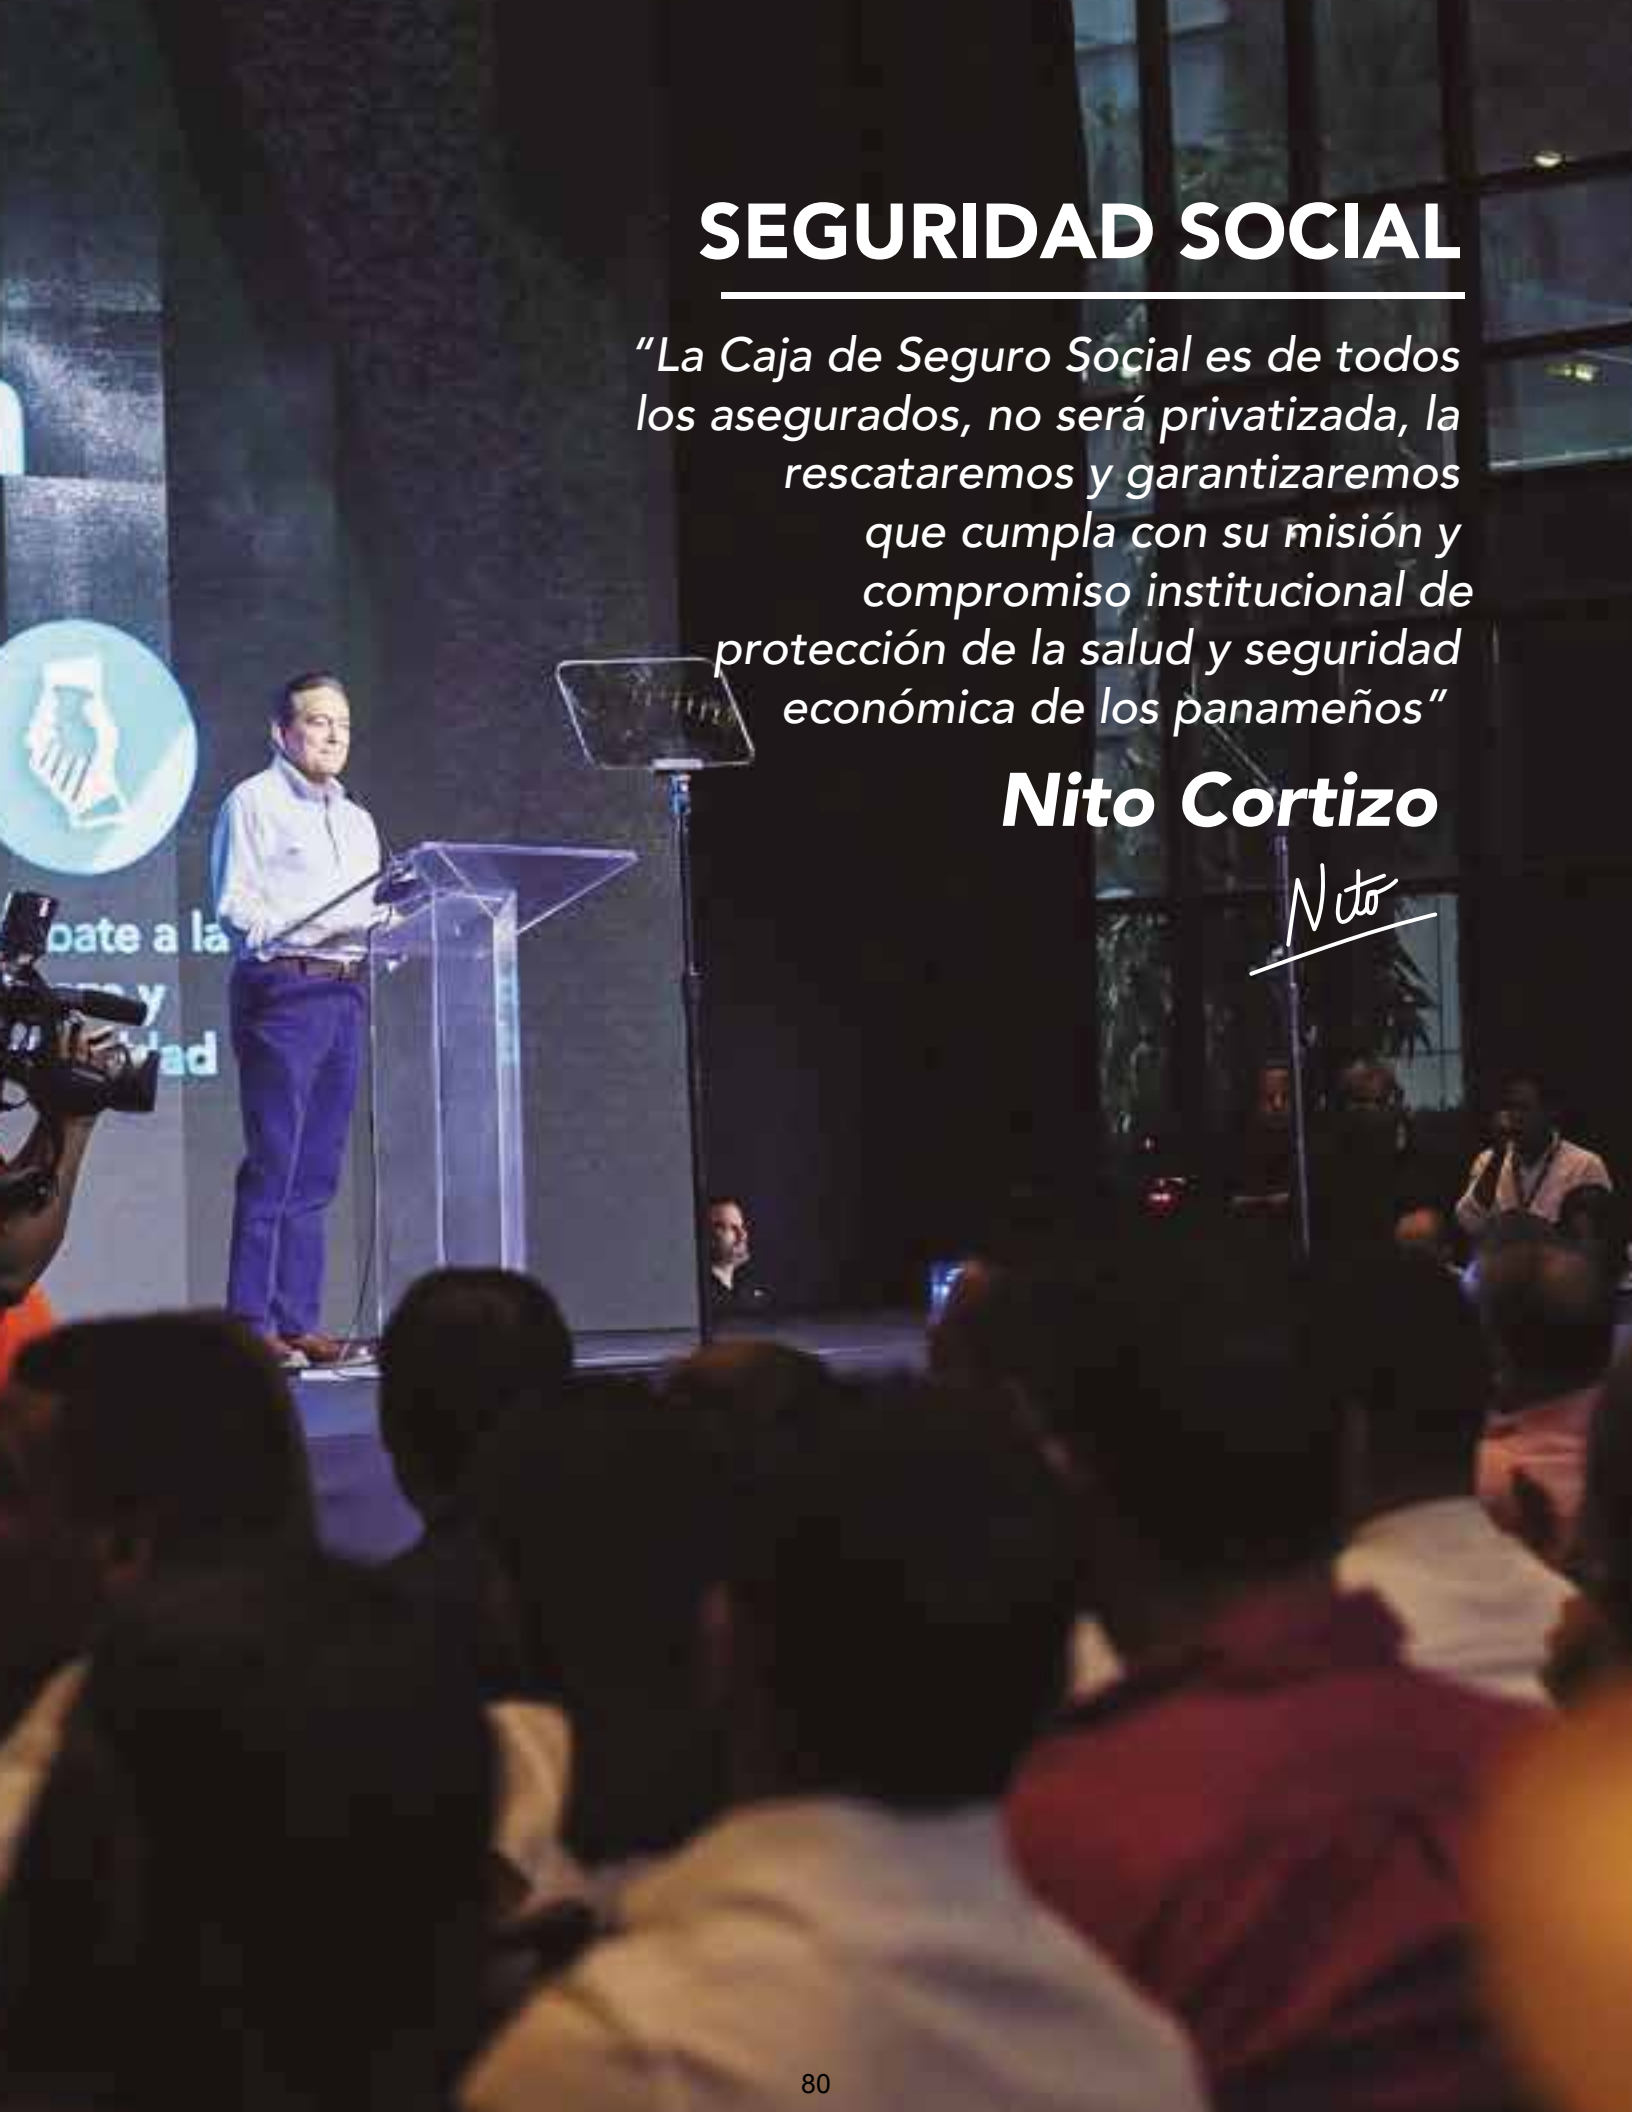 SEGURIDAD SOCIAL
“La Caja de Seguro Social es de todos
los asegurados, no será privatizada, la
rescataremos y garantizaremos
que cumpla con su misión y
compromiso institucional de
protección de la salud y seguridad
económica de los panameños”
Nito Cortizo
Nito
a la
y
80